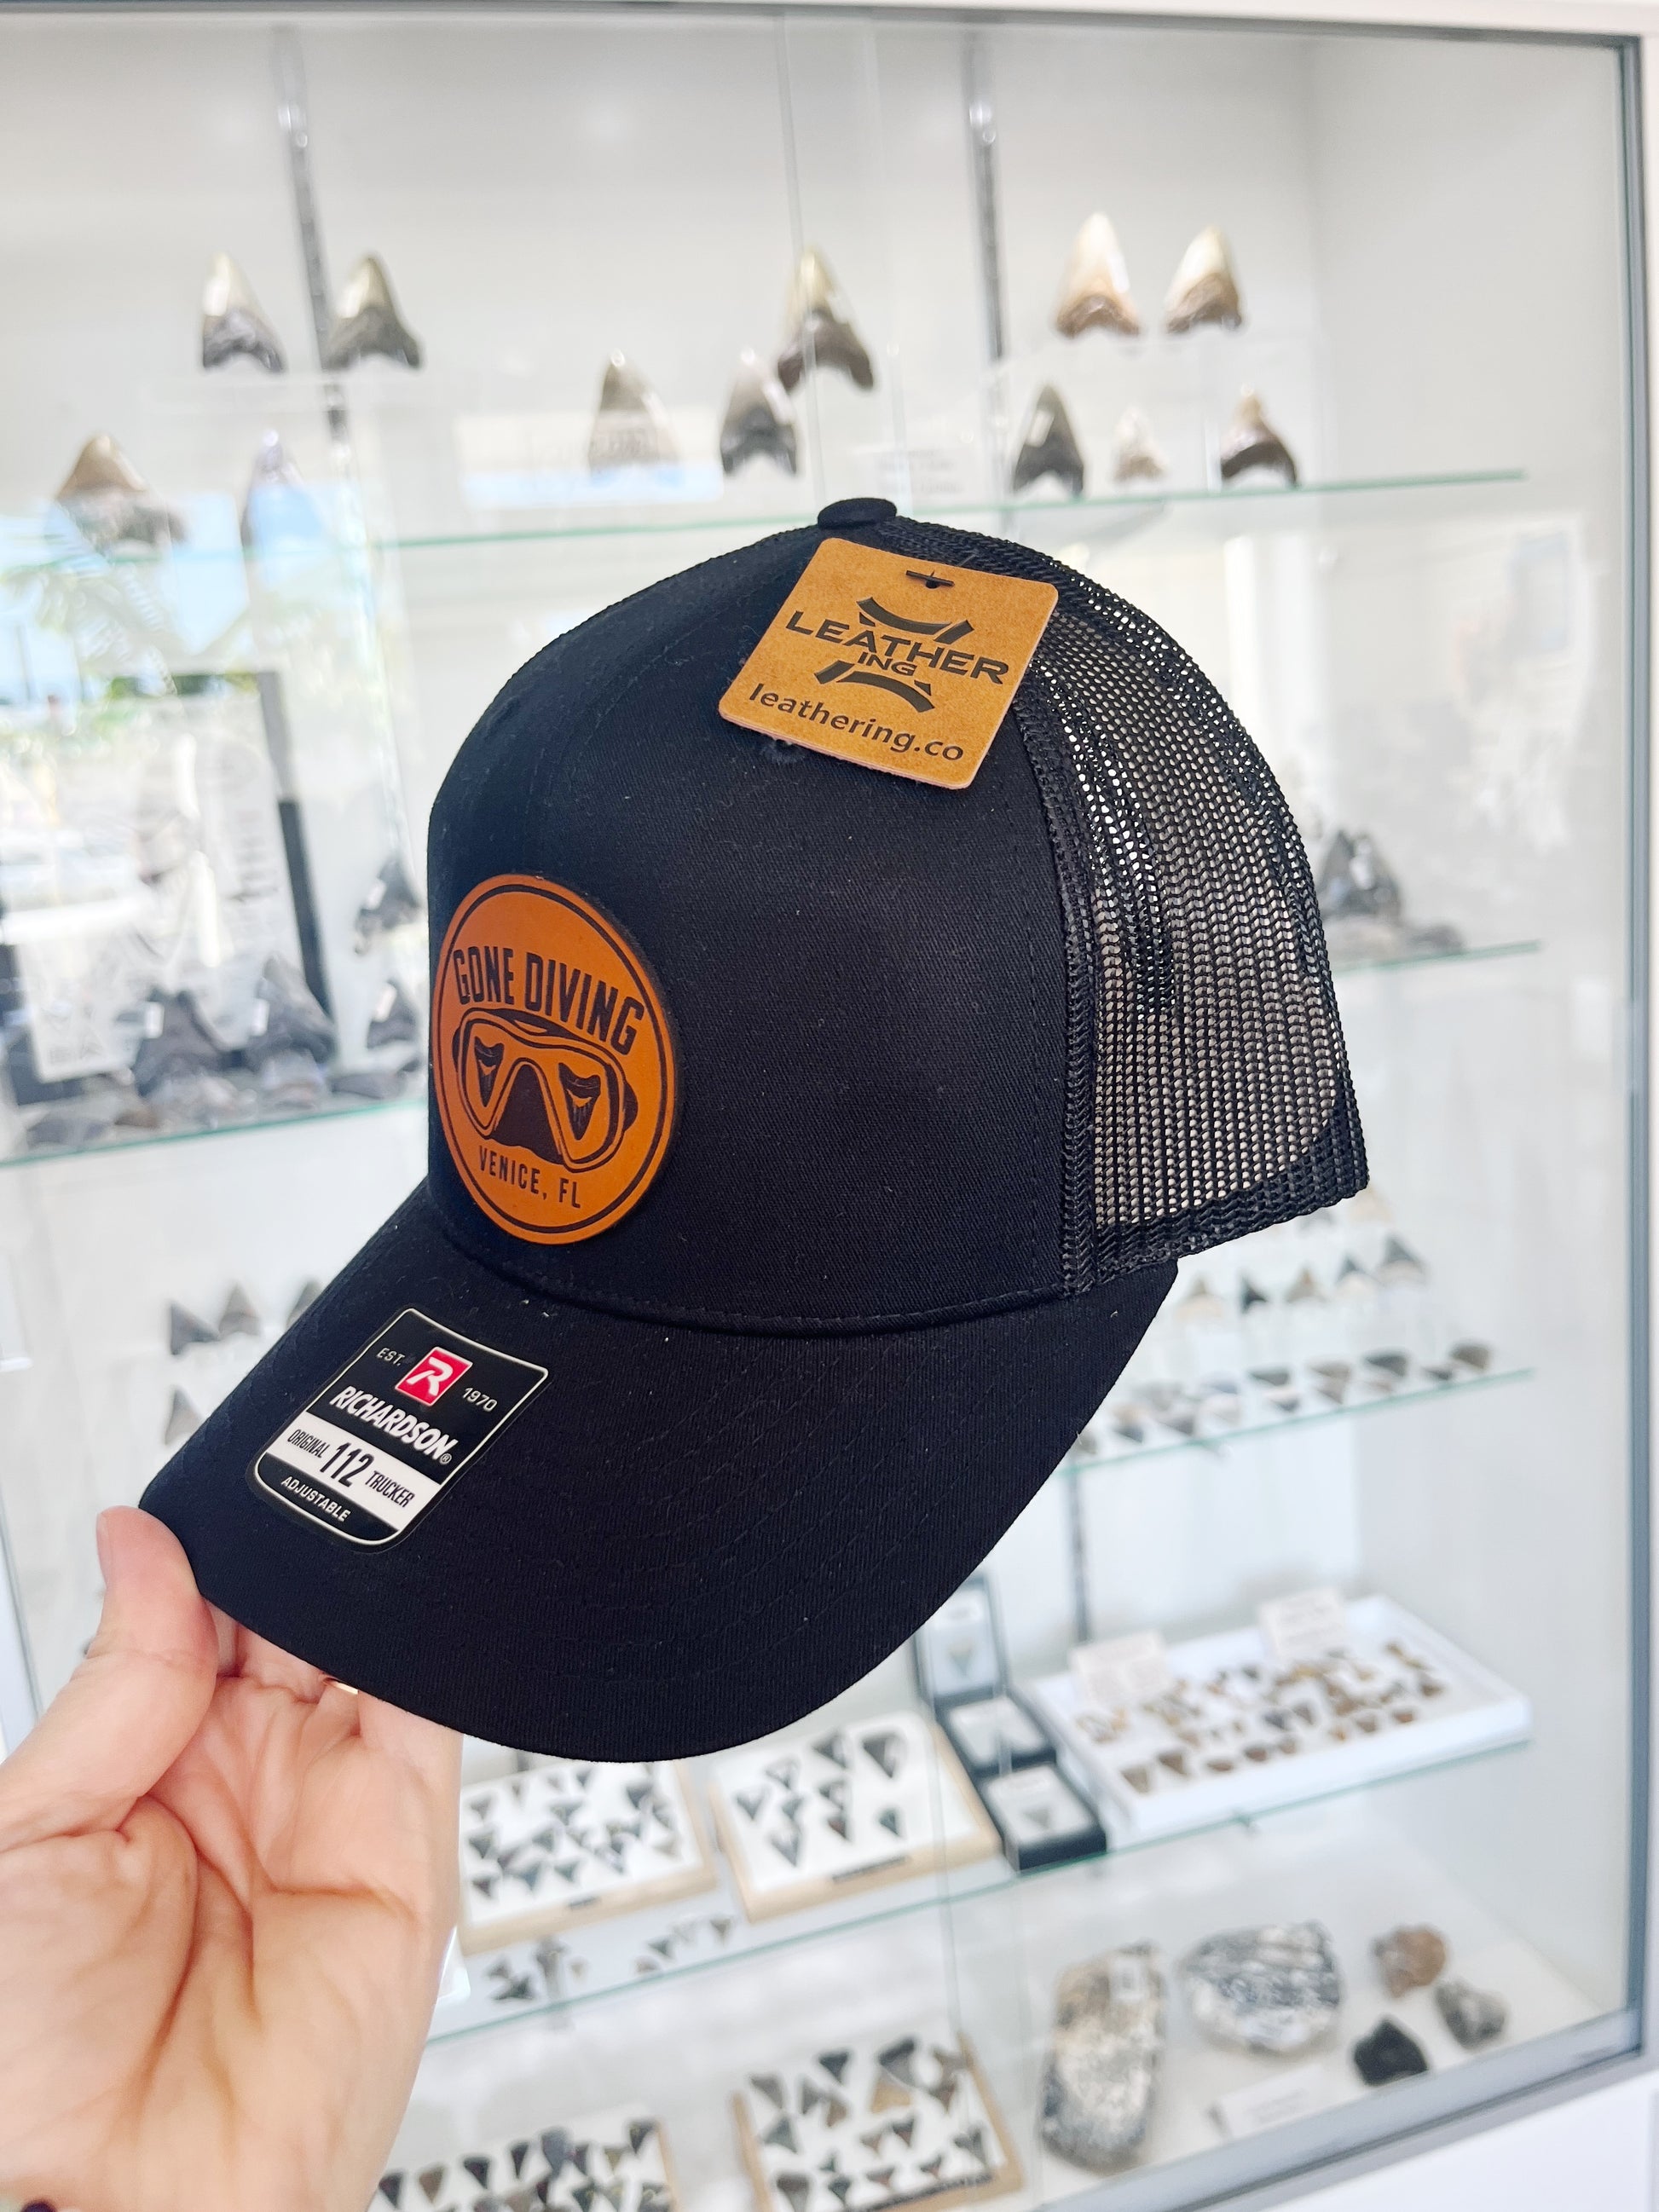 LEATHER
ING
leathering.co
GONE DIVING
VENICE, FL
EST. R 1970
RICHARDSON®
ORIGINAL 112 TRUCKER
ADJUSTABLE